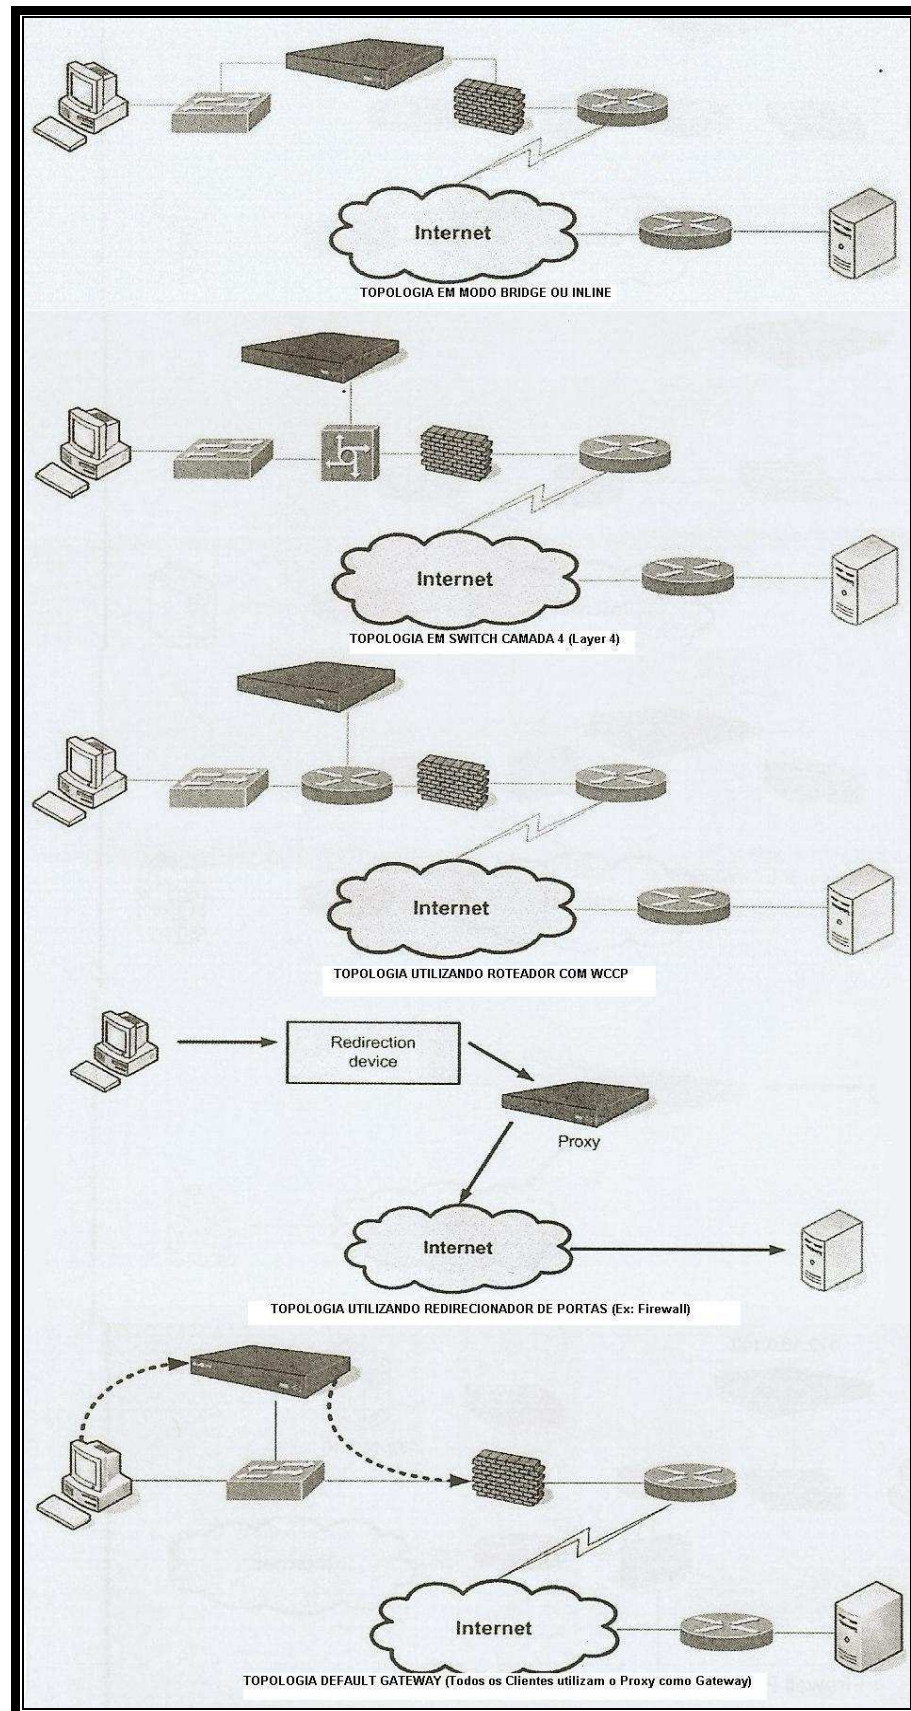 Internet
TOPOLOGIA EM MODO BRIDGE OU INLINE
Internet
TOPOLOGIA EM SWITCH CAMADA 4 (Layer 4)
Internet
TOPOLOGIA UTILIZANDO ROTEADOR COM WCCP
Redirection
device
Proxy
Internet
TOPOLOGIA UTILIZANDO REDIRECIONADOR DE PORTAS (Ex: Firewall)
Internet
TOPOLOGIA DEFAULT GATEWAY (Todos os Clientes utilizam o Proxy como Gateway)